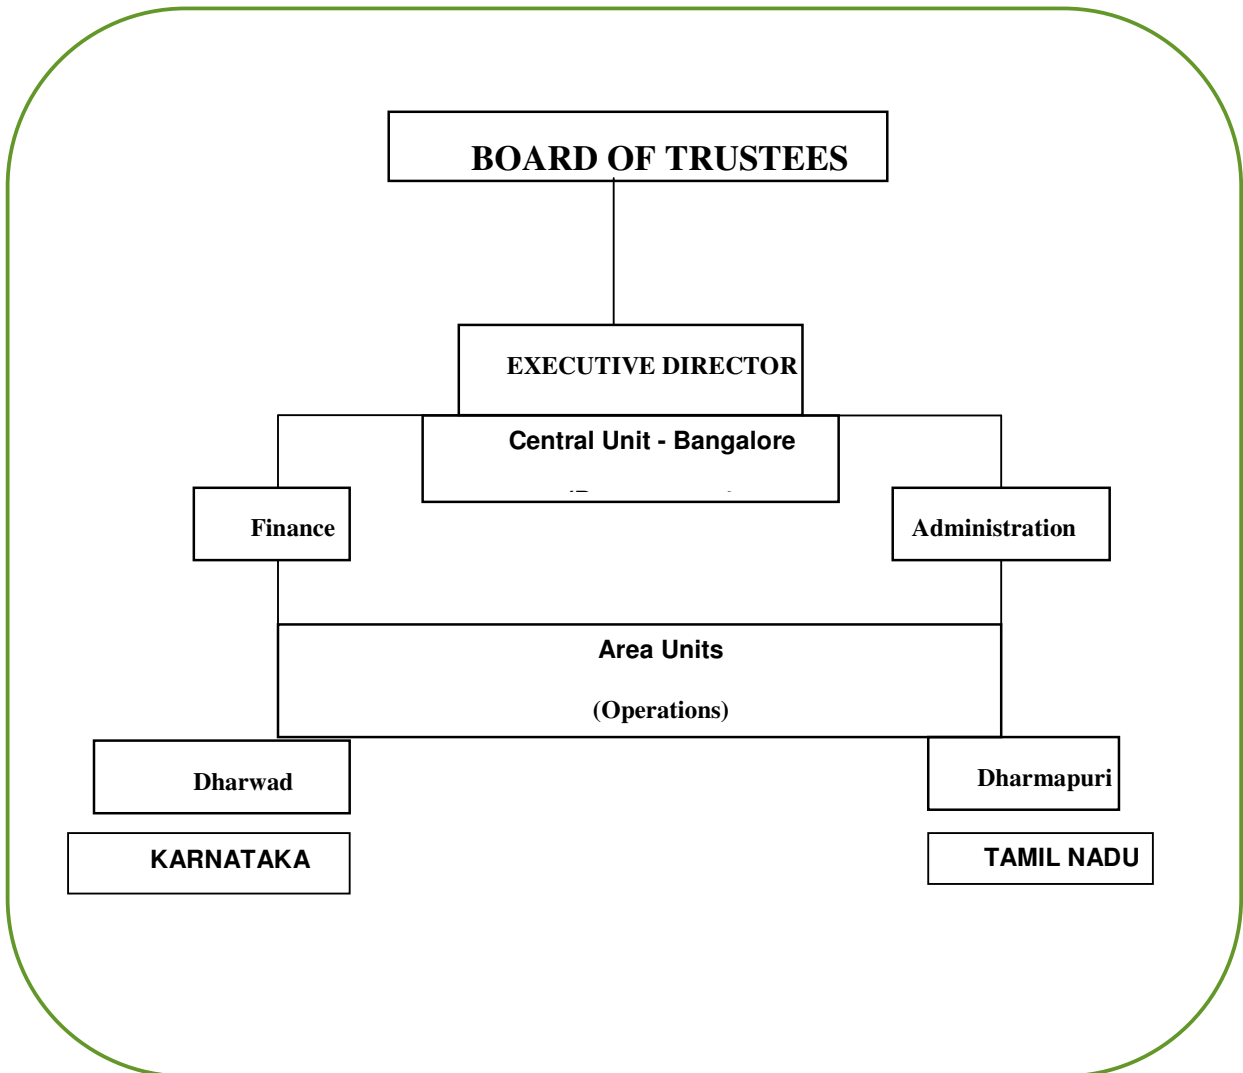 BOARD OF TRUSTEES
EXECUTIVE DIRECTOR
Central Unit - Bangalore
Finance
Administration
Area Units
(Operations)
Dharwad
Dharmapuri
KARNATAKA
TAMIL NADU